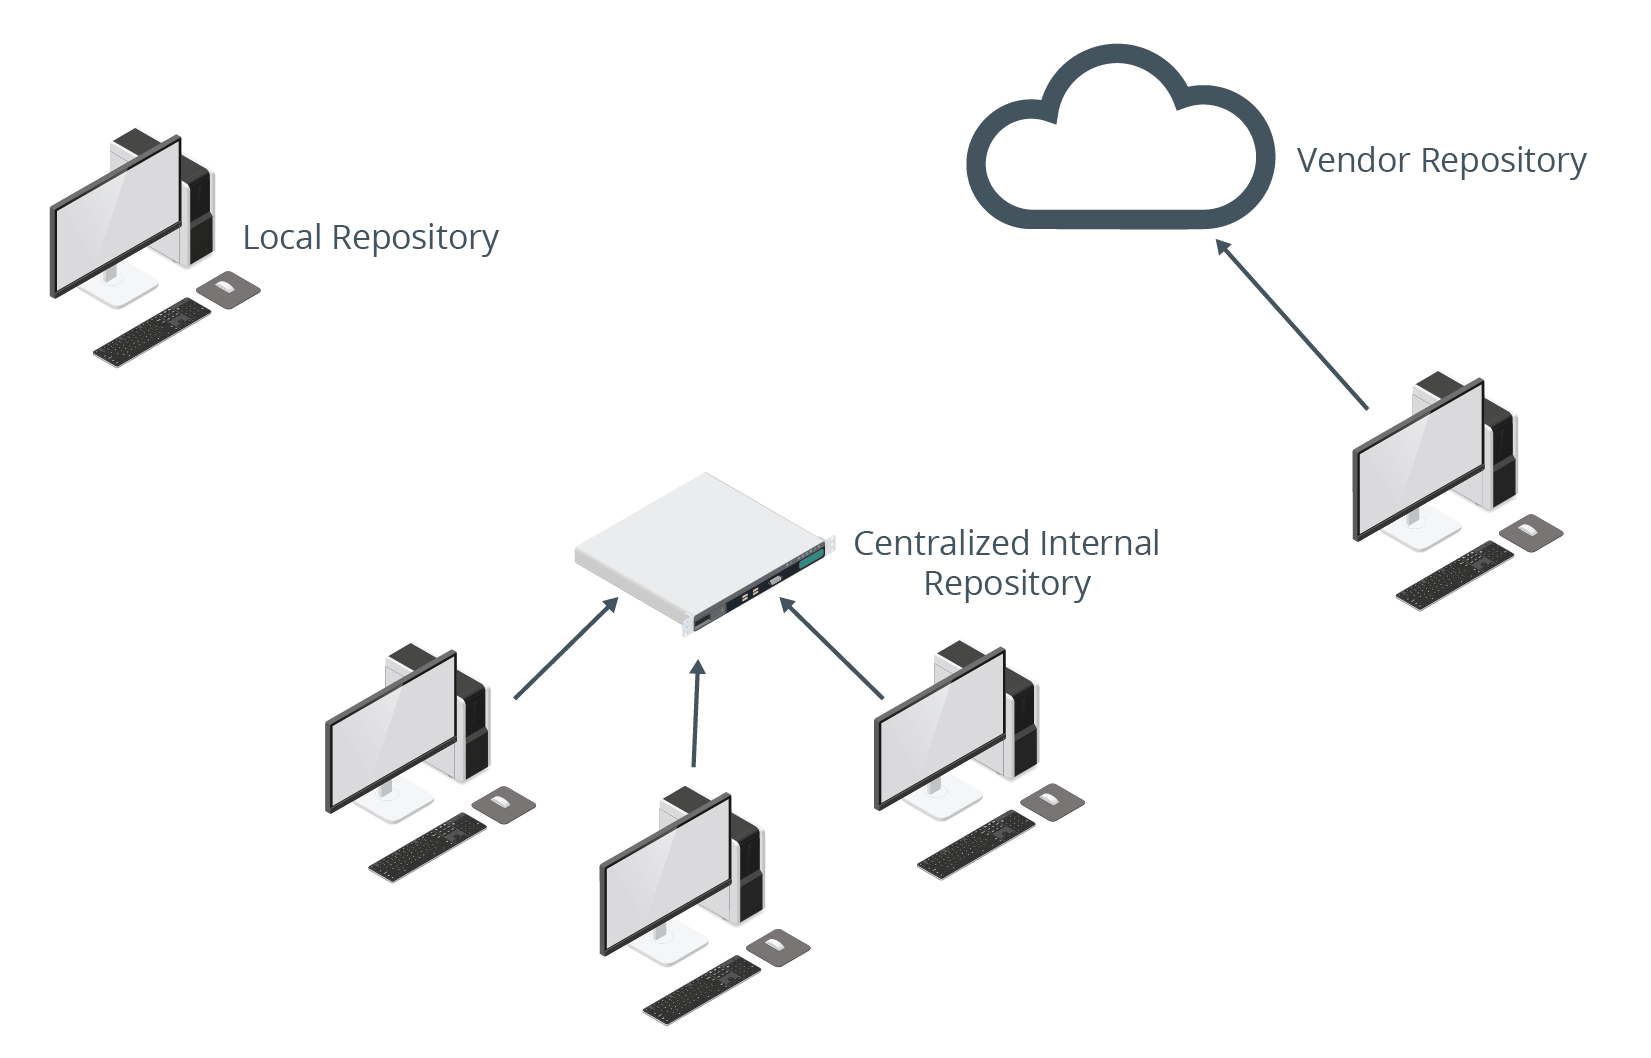 Vendor Repository
Local Repository
Centralized Internal
Repository